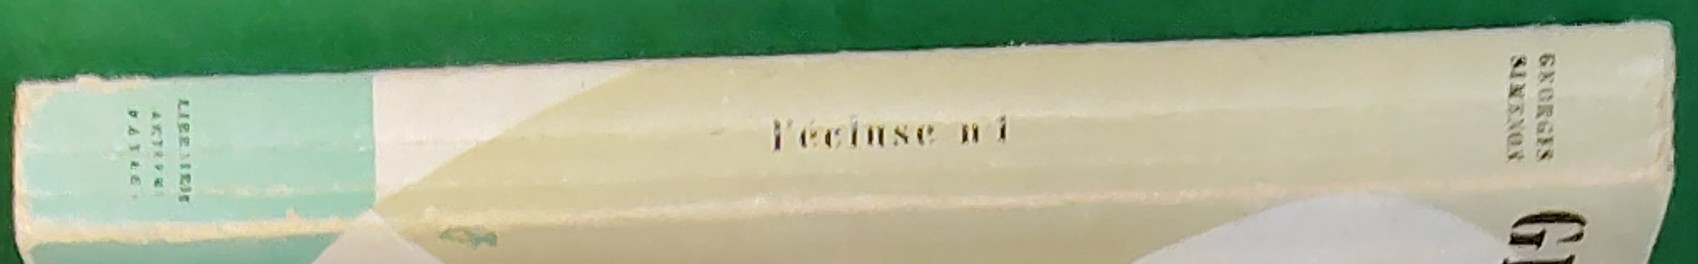 GEORGES
SIMENON
l'écluse n 1
LIBRAIRIE
ARTHÈME
FAYARD
G